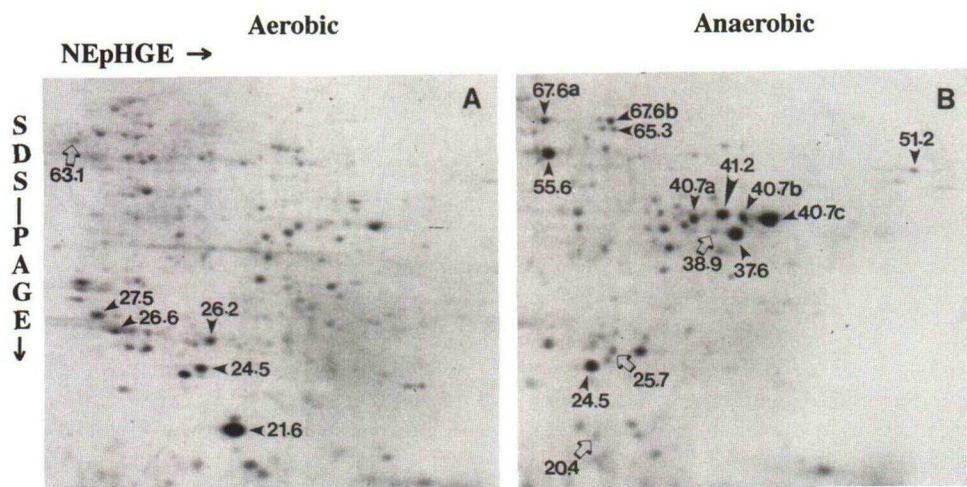 Aerobic
Anaerobic
NEpHGE →
SDS-PAGE →
A
63.1
27.5
26.6
26.2
24.5
21.6
B
67.6a
67.6b
65.3
51.2
55.6
40.7a
41.2
40.7b
40.7c
38.9
37.6
25.7
24.5
20.4